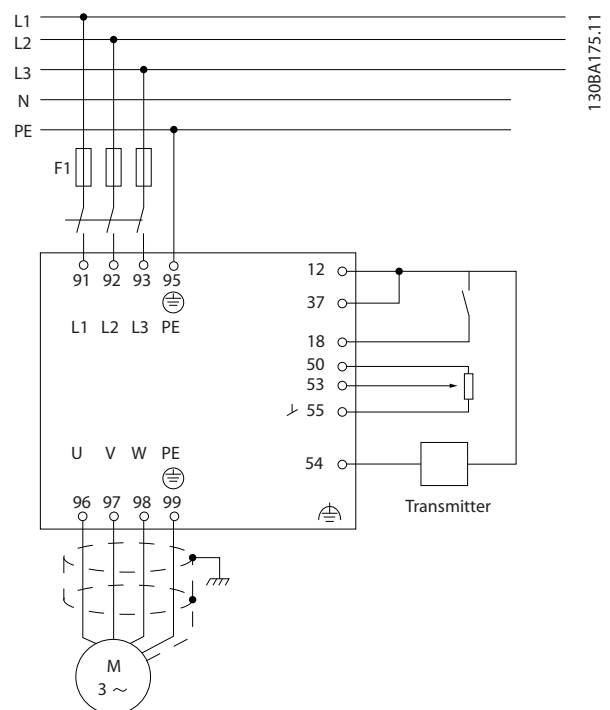 L1
L2
L3
N
PE
130BA175.11
F1
91 92 93 95
L1 L2 L3 PE
12
37
18
50
53
55
54
Transmitter
U V W PE
96 97 98 99
M
3 ~